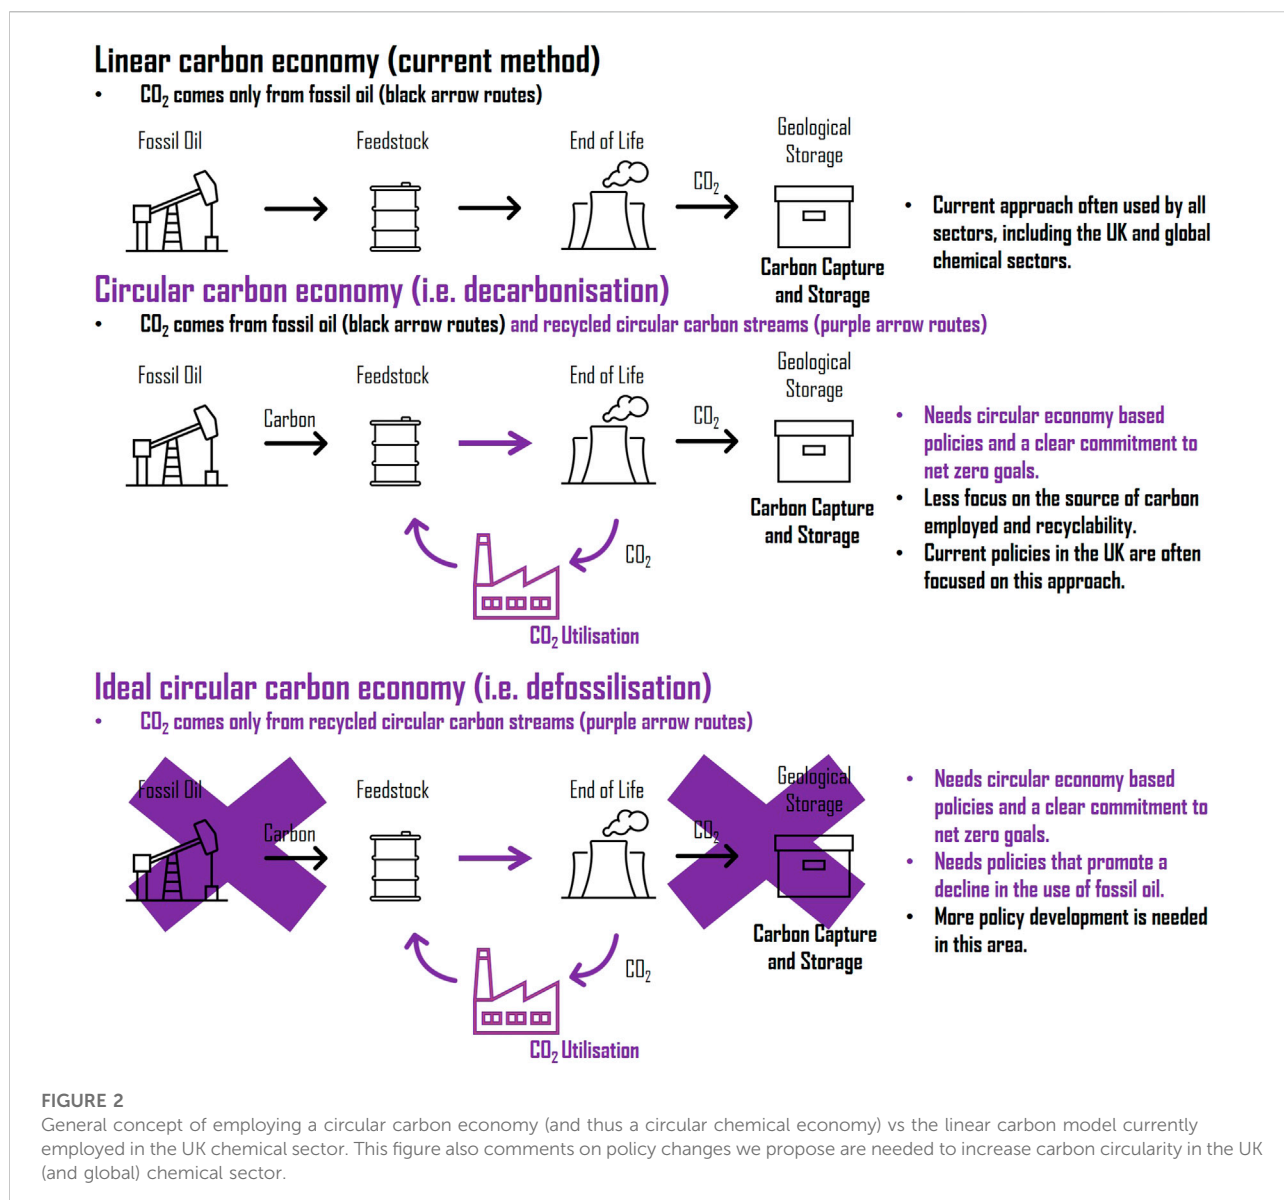 Linear carbon economy (current method)
• CO₂ comes only from fossil oil (black arrow routes)
Fossil Oil
Feedstock
End of Life
CO₂
Geological
Storage
Carbon Capture
and Storage
• Current approach often used by all
sectors, including the UK and global
chemical sectors.
Circular carbon economy (i.e. decarbonisation)
• CO₂ comes from fossil oil (black arrow routes) and recycled circular carbon streams (purple arrow routes)
Fossil Oil
Carbon
Feedstock
End of Life
CO₂
Geological
Storage
Carbon Capture
and Storage
CO₂
CO₂ Utilisation
• Needs circular economy based
policies and a clear commitment to
net zero goals.
• Less focus on the source of carbon
employed and recyclability.
• Current policies in the UK are often
focused on this approach.
Ideal circular carbon economy (i.e. defossilisation)
• CO₂ comes only from recycled circular carbon streams (purple arrow routes)
Fossil Oil
Carbon
Feedstock
End of Life
CO₂
Geological
Storage
Carbon Capture
and Storage
CO₂
CO₂ Utilisation
• Needs circular economy based
policies and a clear commitment to
net zero goals.
• Needs policies that promote a
decline in the use of fossil oil.
• More policy development is needed
in this area.
FIGURE 2
General concept of employing a circular carbon economy (and thus a circular chemical economy) vs the linear carbon model currently
employed in the UK chemical sector. This figure also comments on policy changes we propose are needed to increase carbon circularity in the UK
(and global) chemical sector.